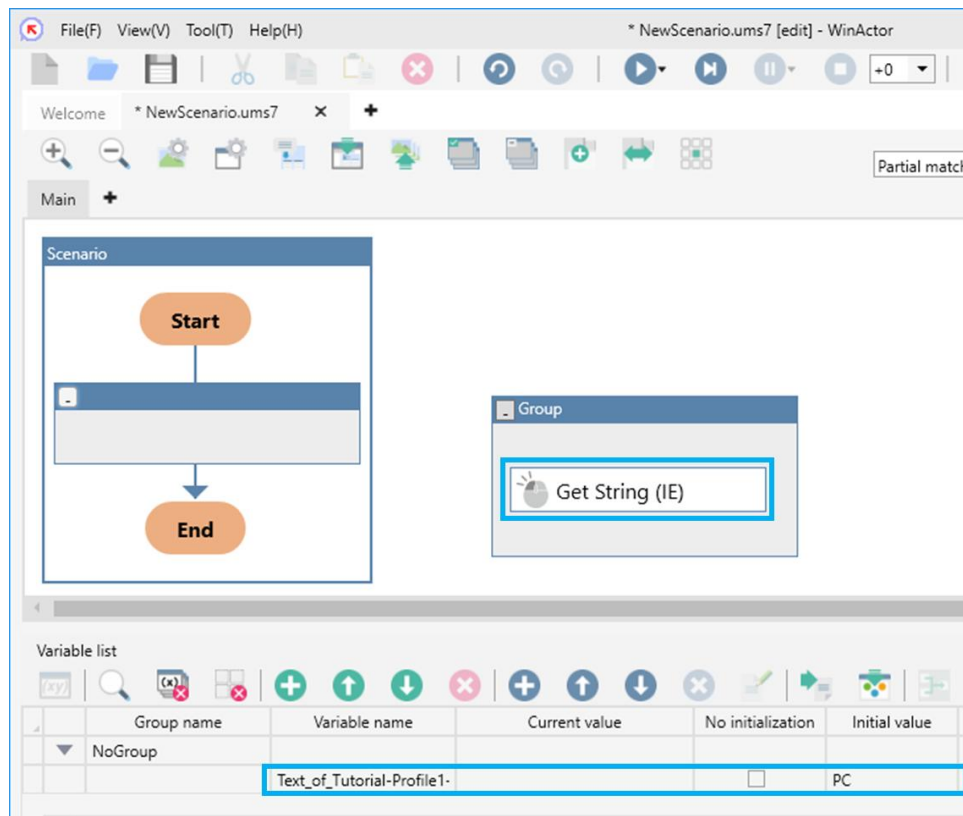 File(F) View(V) Tool(T) Help(H) * NewScenario.ums7 [edit] - WinActor
+0
Welcome * NewScenario.ums7
Partial match
Main
Scenario
Start
Group
Get String (IE)
End
Variable list
Group name Variable name Current value No initialization Initial value
NoGroup
Text_of_Tutorial-Profile1- PC